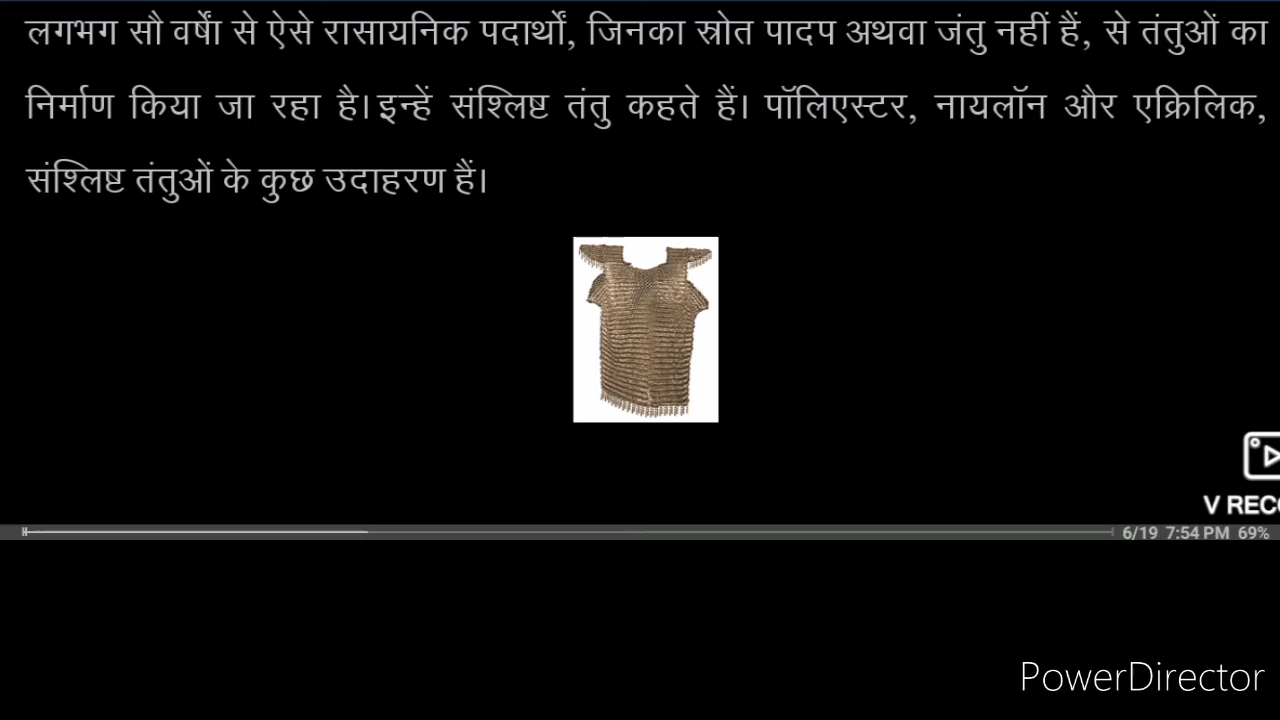 लगभग सौ वर्षों से ऐसे रासायनिक पदार्थों, जिनका स्रोत पादप अथवा जंतु नहीं हैं, से तंतुओं का
निर्माण किया जा रहा है। इन्हें संश्लिष्ट तंतु कहते हैं। पॉलिएस्टर, नायलॉन और एक्रिलिक,
संश्लिष्ट तंतुओं के कुछ उदाहरण हैं।
V REC
6/19 7:54 PM 69%
PowerDirector